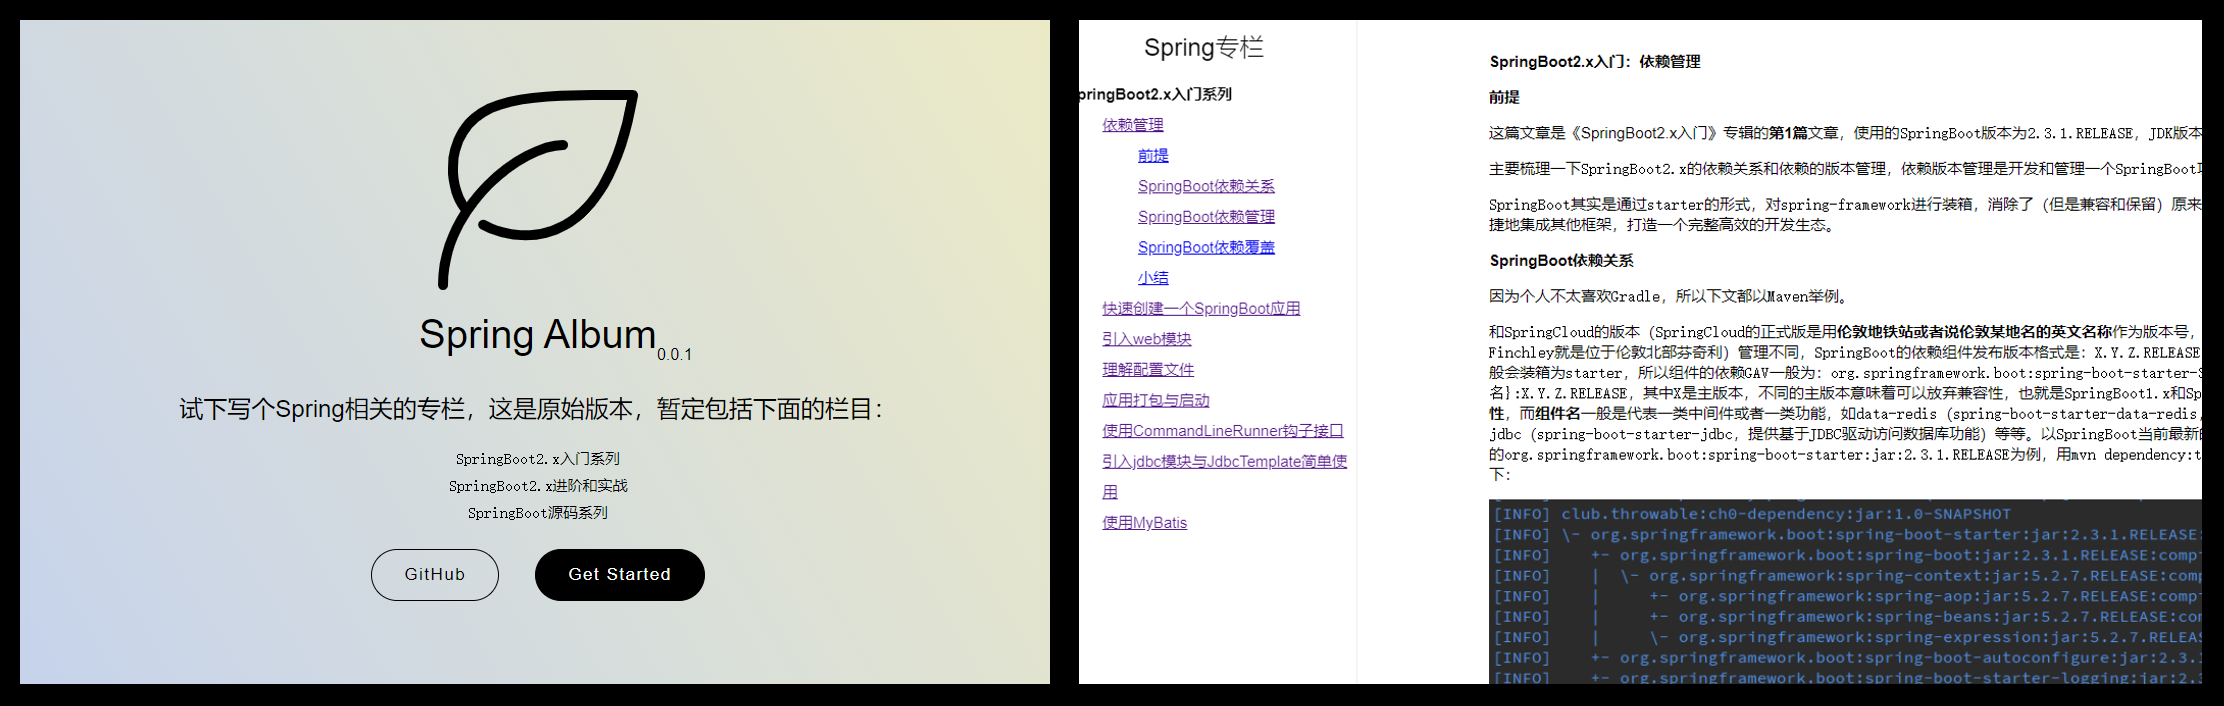 Spring Album
0.0.1
试下写个Spring相关的专栏，这是原始版本，暂定包括下面的栏目：
SpringBoot2.x入门系列
SpringBoot2.x进阶和实战
SpringBoot源码系列
GitHub
Get Started
Spring专栏
pringBoot2.x入门系列
依赖管理
前提
SpringBoot依赖关系
SpringBoot依赖管理
SpringBoot依赖覆盖
小结
快速创建一个SpringBoot应用
引入web模块
理解配置文件
应用打包与启动
使用CommandLineRunner钩子接口
引入jdbc模块与JdbcTemplate简单使
用
使用MyBatis
SpringBoot2.x入门：依赖管理
前提
这篇文章是《SpringBoot2.x入门》专辑的第1篇文章，使用的SpringBoot版本为2.3.1.RELEASE，JDK版本
主要梳理一下SpringBoot2.x的依赖关系和依赖的版本管理，依赖版本管理是开发和管理一个SpringBoot
SpringBoot其实是通过starter的形式，对spring-framework进行装箱，消除了（但是兼容和保留）原来
捷地集成其他框架，打造一个完整高效的开发生态。
SpringBoot依赖关系
因为个人不太喜欢Gradle，所以下文都以Maven举例。
和SpringCloud的版本（SpringCloud的正式版是用伦敦地铁站或者说伦敦某地名的英文名称作为版本号，
Finchley就是位于伦敦北部芬奇利）管理不同，SpringBoot的依赖组件发布版本格式是：X.Y.Z.RELEASE
般会装箱为starter，所以组件的依赖GAV一般为：org.springframework.boot:spring-boot-starter-
名}:X.Y.Z.RELEASE，其中X是主版本，不同的主版本意味着可以放弃兼容性，也就是SpringBoot1.x和Sp
性，而组件名一般是代表一类中间件或者一类功能，如data-redis（spring-boot-starter-data-redis，
jdbc（spring-boot-starter-jdbc，提供基于JDBC驱动访问数据库功能）等等。以SpringBoot当前最新
的org.springframework.boot:spring-boot-starter:jar:2.3.1.RELEASE为例，用mvn dependency:t
下：
[INFO] club.throwable:ch0-dependency:jar:1.0-SNAPSHOT
[INFO] \- org.springframework.boot:spring-boot-starter:jar:2.3.1.RELEASE:
[INFO]    +- org.springframework.boot:spring-boot:jar:2.3.1.RELEASE:comp
[INFO]    |  \- org.springframework:spring-context:jar:5.2.7.RELEASE:comp
[INFO]    |     +- org.springframework:spring-aop:jar:5.2.7.RELEASE:comp
[INFO]    |     +- org.springframework:spring-beans:jar:5.2.7.RELEASE:com
[INFO]    |     \- org.springframework:spring-expression:jar:5.2.7.RELEAS
[INFO]    +- org.springframework.boot:spring-boot-autoconfigure:jar:2.3.1
[INFO]    +- org.springframework.boot:spring-boot-starter-logging:jar:2.3